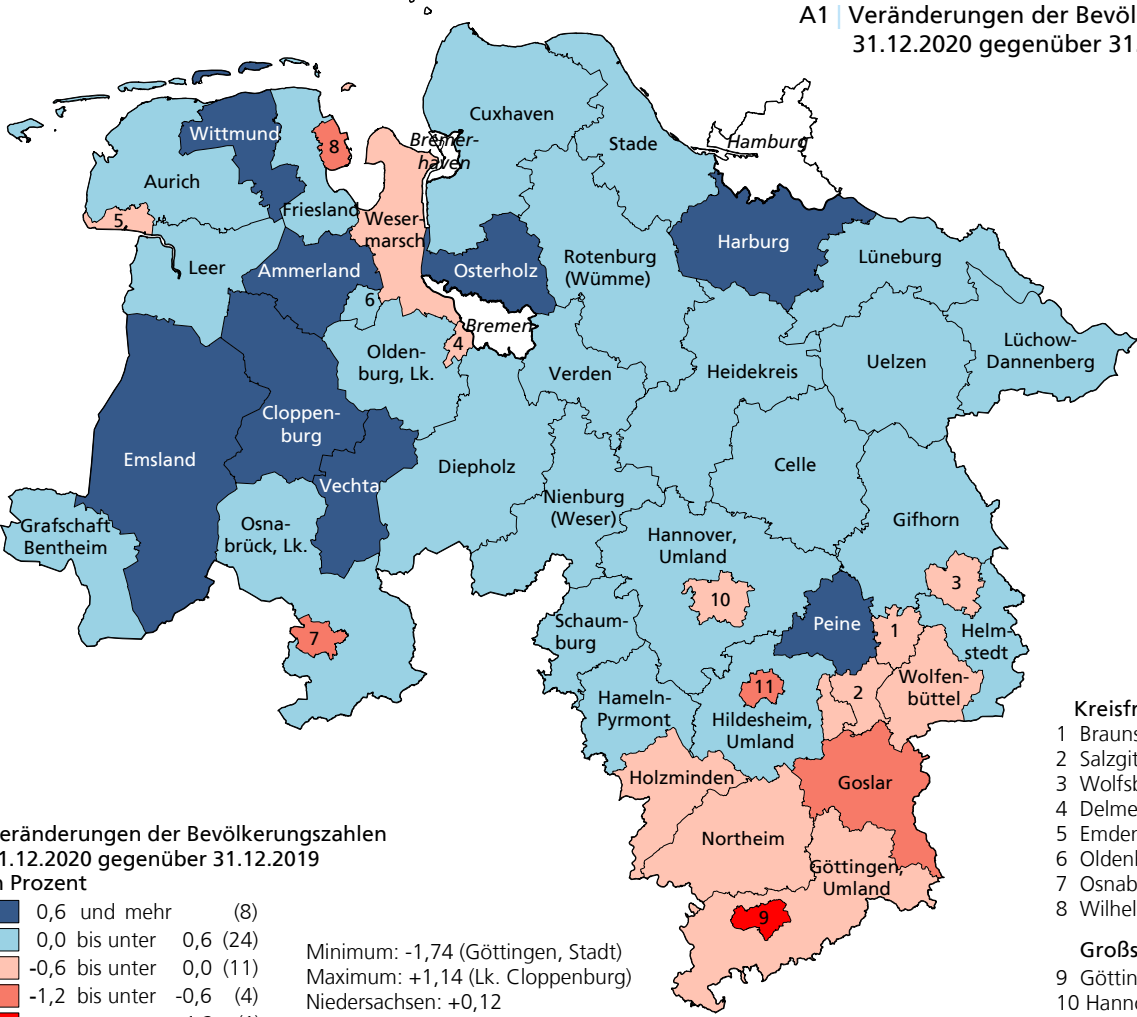 A1 | Veränderungen der Bevöl
31.12.2020 gegenüber 31.
Cuxhaven
Stade
Hamburg
Bremer-
haven
Wittmund
8
Aurich
Friesland
5
Weser-
marsch
Leer
Ammerland
6
Osterholz
Rotenburg
(Wümme)
Harburg
Lüneburg
Bremen
4
Olden-
burg, Lk.
Verden
Heidekreis
Uelzen
Lüchow-
Dannenberg
Cloppen-
burg
Emsland
Vechta
Diepholz
Celle
Nienburg
(Weser)
Gifhorn
Grafschaft
Bentheim
Osna-
brück, Lk.
Hannover,
Umland
10
3
7
Schaum-
burg
Peine
1
Helm-
stedt
Hameln-
Pyrmont
11
Hildesheim,
Umland
2
Wolfen-
büttel
Holzminden
Goslar
Northeim
Göttingen,
Umland
9
Kreisfr
1 Brauns
2 Salzgit
3 Wolfsb
4 Delme
5 Emden
6 Oldenb
7 Osnab
8 Wilhel
Großs
9 Götting
10 Hanno
eränderungen der Bevölkerungszahlen
1.12.2020 gegenüber 31.12.2019
n Prozent
0,6 und mehr (8)
0,0 bis unter 0,6 (24)
-0,6 bis unter 0,0 (11)
-1,2 bis unter -0,6 (4)
Minimum: -1,74 (Göttingen, Stadt)
Maximum: +1,14 (Lk. Cloppenburg)
Niedersachsen: +0,12